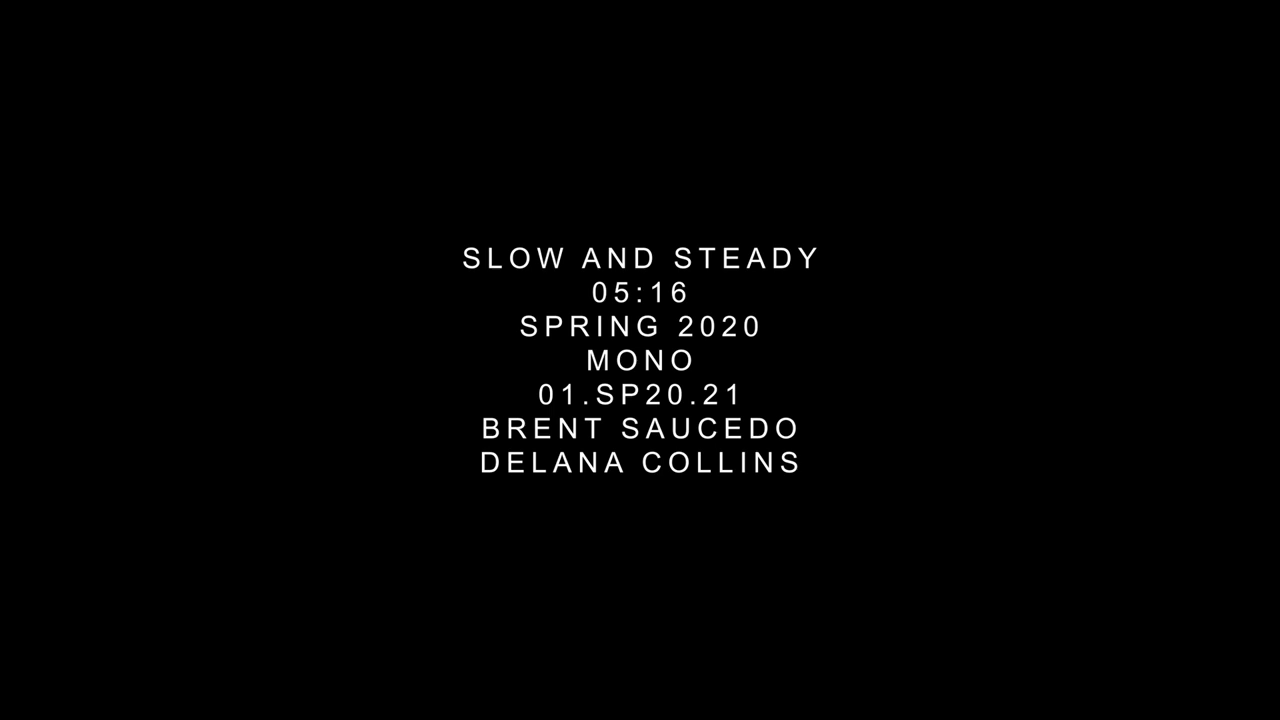 SLOW AND STEADY
05:16
SPRING 2020
MONO
01.SP20.21
BRENT SAUCEDO
DELANA COLLINS